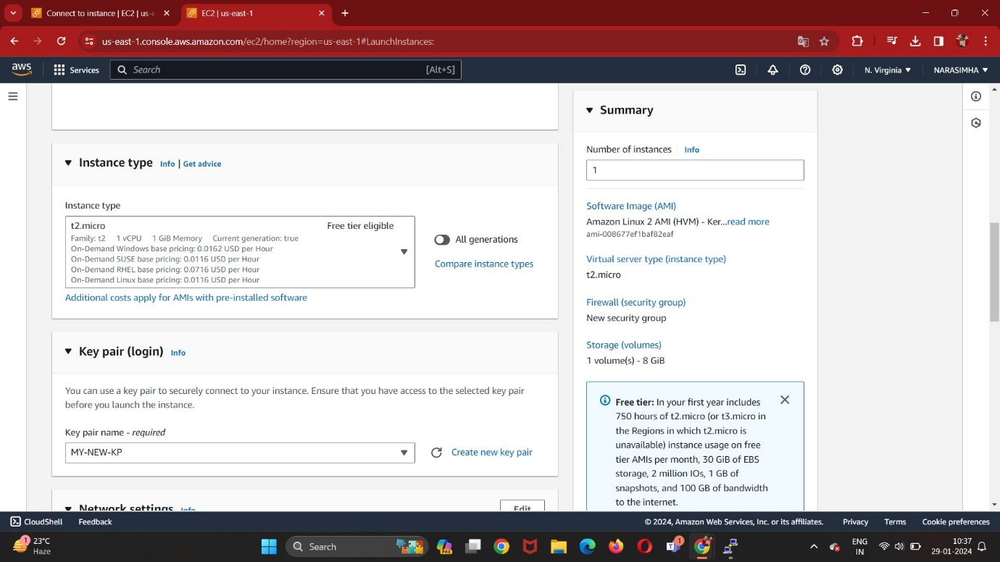 Connect to instance | EC2 | us-e
EC2 | us-east-1
us-east-1.console.aws.amazon.com/ec2/home?region=us-east-1#LaunchInstances:
aws
Services
Search
[Alt+S]
N. Virginia
NARASIMHA
Instance type
Info | Get advice
Instance type
t2.micro
Free tier eligible
Family: t2 1 vCPU 1 GiB Memory Current generation: true
On-Demand Windows base pricing: 0.0162 USD per Hour
On-Demand SUSE base pricing: 0.0116 USD per Hour
On-Demand RHEL base pricing: 0.0716 USD per Hour
On-Demand Linux base pricing: 0.0116 USD per Hour
All generations
Compare instance types
Additional costs apply for AMIs with pre-installed software
Key pair (login)
Info
You can use a key pair to securely connect to your instance. Ensure that you have access to the selected key pair
before you launch the instance.
Key pair name - required
MY-NEW-KP
Create new key pair
Network settings
Info
Edit
Summary
Number of instances
Info
1
Software Image (AMI)
Amazon Linux 2 AMI (HVM) - Ker...read more
ami-008677ef1baf82eaf
Virtual server type (instance type)
t2.micro
Firewall (security group)
New security group
Storage (volumes)
1 volume(s) - 8 GiB
Free tier: In your first year includes
750 hours of t2.micro (or t3.micro in
the Regions in which t2.micro is
unavailable) instance usage on free
tier AMIs per month, 30 GiB of EBS
storage, 2 million IOs, 1 GB of
snapshots, and 100 GB of bandwidth
to the internet.
CloudShell
Feedback
© 2024, Amazon Web Services, Inc. or its affiliates.
Privacy
Terms
Cookie preferences
1
23°C
Haze
Search
PRE
1
ENG
IN
10:37
29-01-2024